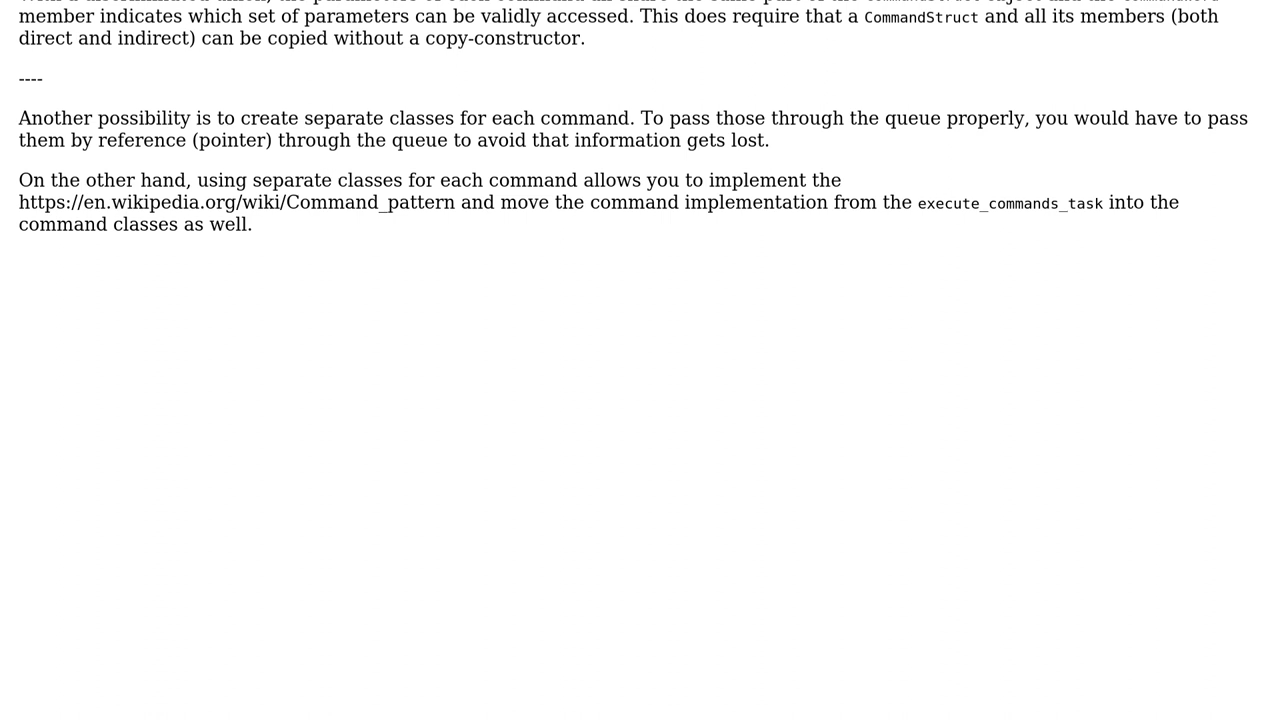 member indicates which set of parameters can be validly accessed. This does require that a CommandStruct and all its members (both
direct and indirect) can be copied without a copy-constructor.
----
Another possibility is to create separate classes for each command. To pass those through the queue properly, you would have to pass
them by reference (pointer) through the queue to avoid that information gets lost.
On the other hand, using separate classes for each command allows you to implement the
https://en.wikipedia.org/wiki/Command_pattern and move the command implementation from the execute_commands_task into the
command classes as well.